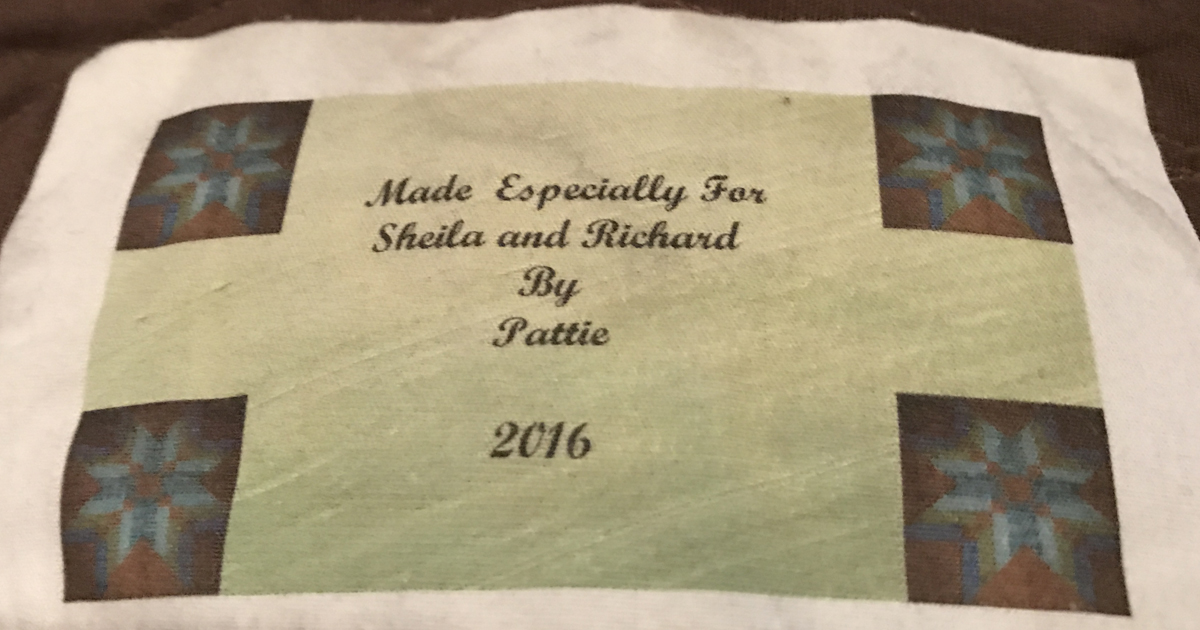 Made Especially For
Sheila and Richard
By
Pattie
2016